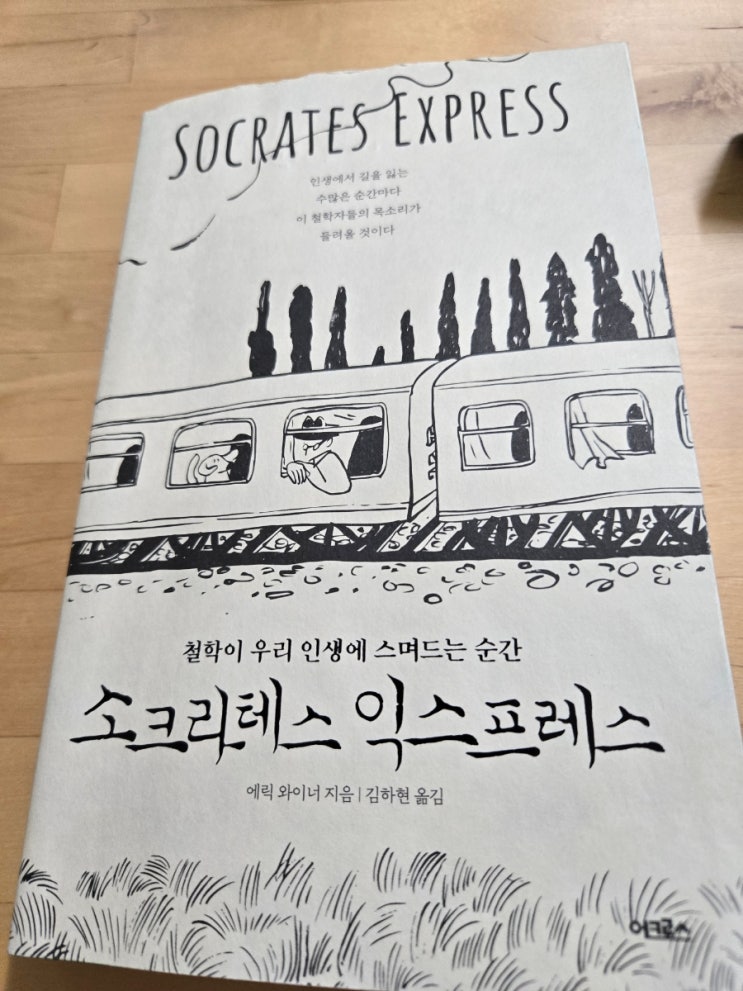 SOCRATES EXPRESS
인생에서 길을 잃는
수많은 순간마다
이 철학자들의 목소리가
들려올 것이다
철학이 우리 인생에 스며드는 순간
소크라테스 익스프레스
에릭 와이너 지음 | 김하현 옮김
어크로스